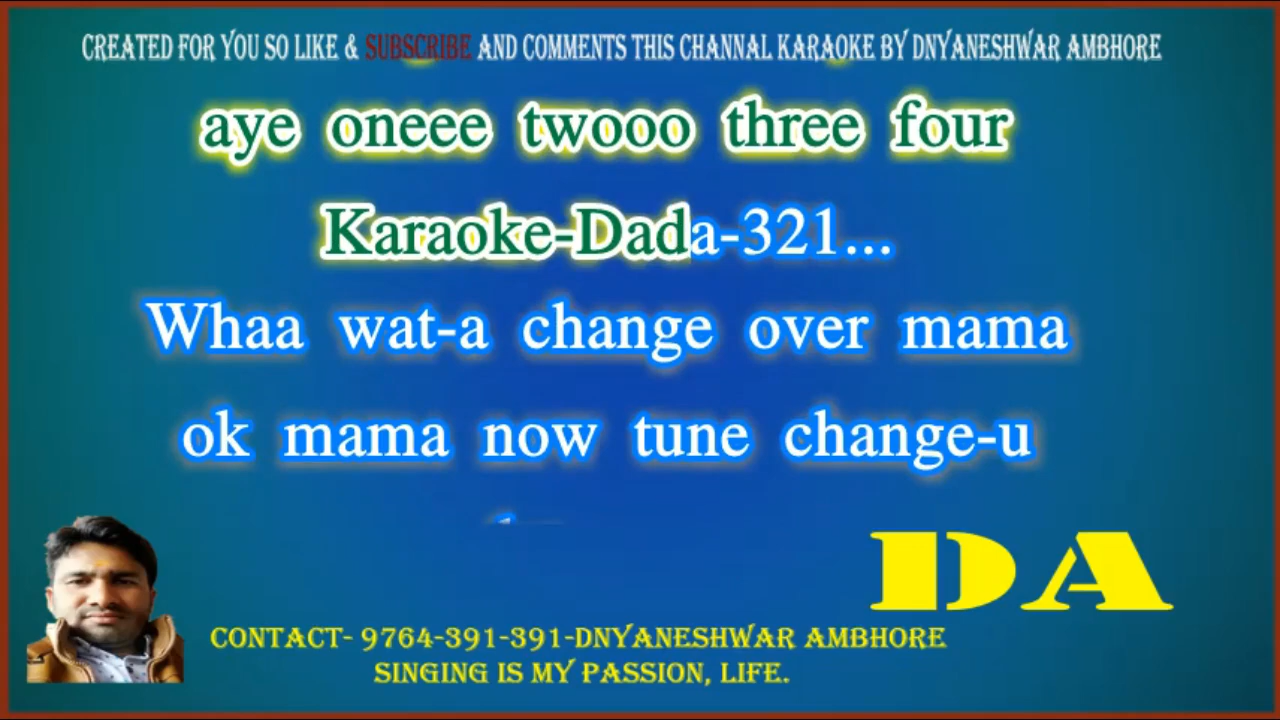 CREATED FOR YOU SO LIKE & SUBSCRIBE AND COMMENTS THIS CHANNAL KARAOKE BY DNYANESHWAR AMBHORE
aye oneee twooo three four
Karaoke-Dada-321...
Whaa wat-a change over mama
ok mama now tune change-u
DA
CONTACT- 9764-391-391-DNYANESHWAR AMBHORE
SINGING IS MY PASSION, LIFE.